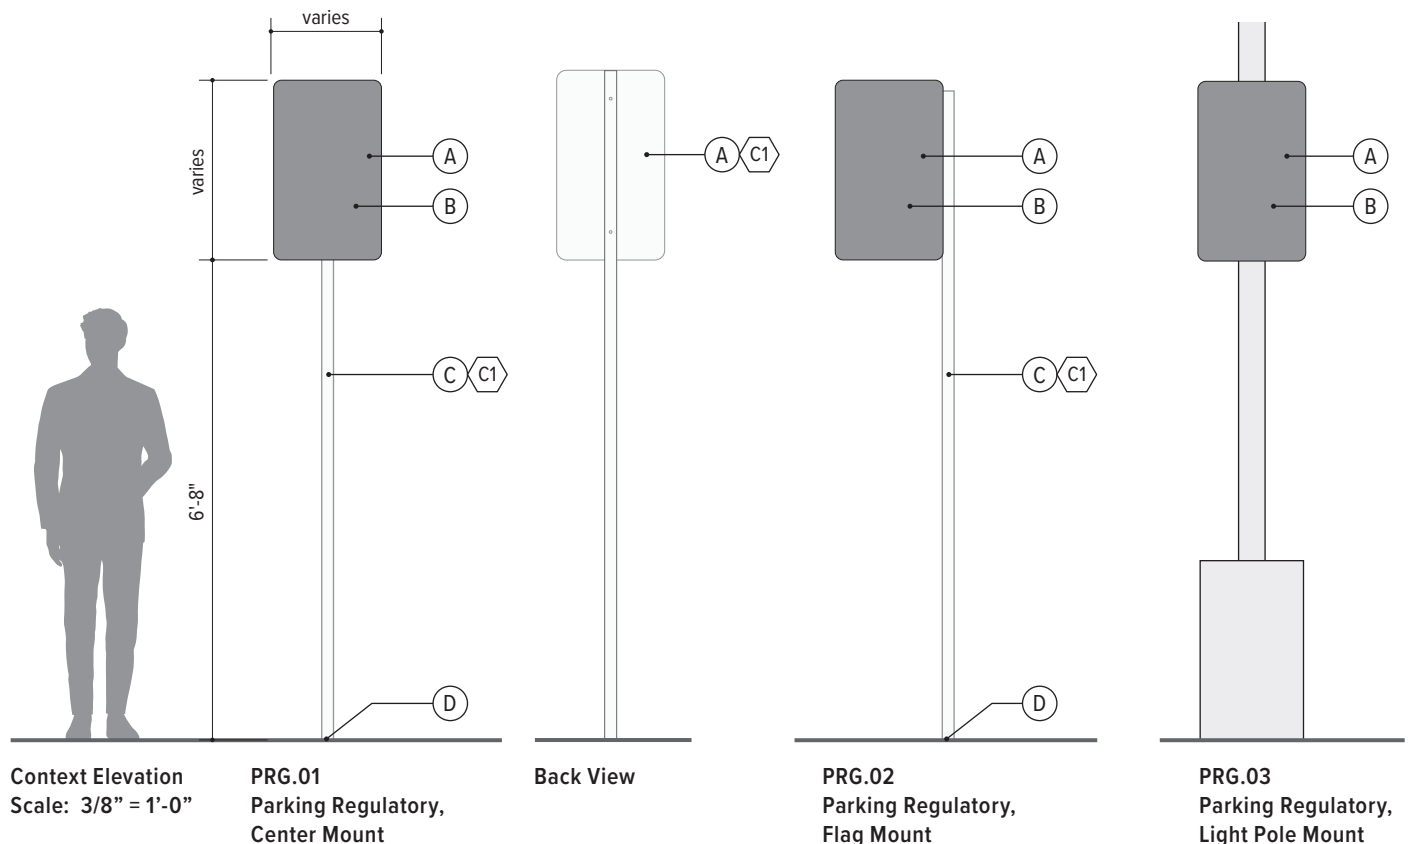 varies
varies
A
B
A C1
A
B
A
B
C C1
C C1
6'-8"
D
D
Context Elevation
Scale: 3/8” = 1’-0”
PRG.01
Parking Regulatory,
Center Mount
Back View
PRG.02
Parking Regulatory,
Flag Mount
PRG.03
Parking Regulatory,
Light Pole Mount